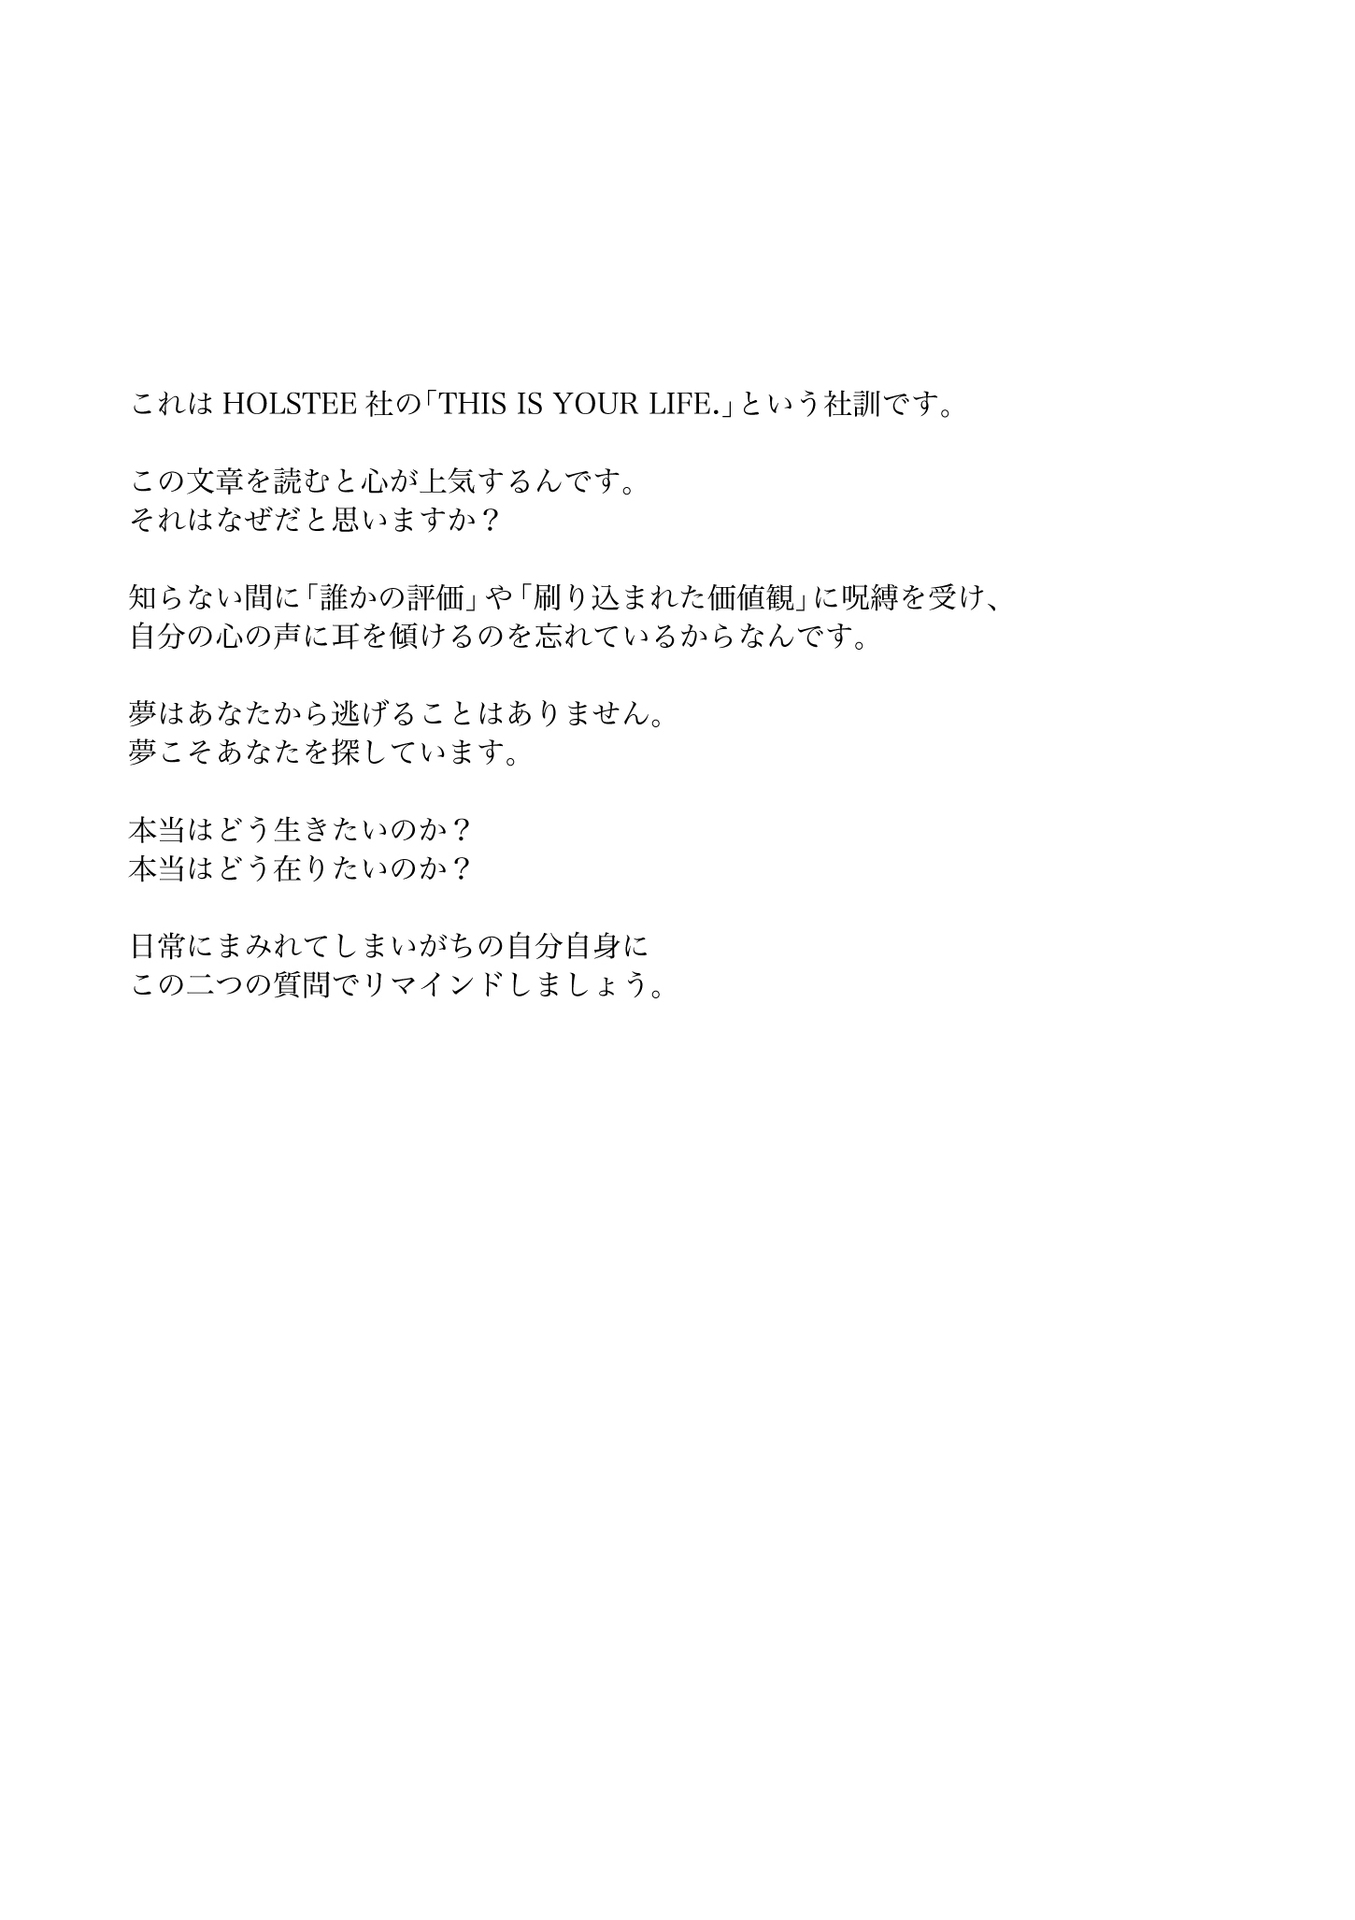 これは HOLSTEE 社の「THIS IS YOUR LIFE.」という社訓です。
この文章を読むと心が上気するんです。
それはなぜだと思いますか？
知らない間に「誰かの評価」や「刷り込まれた価値観」に呪縛を受け、
自分の心の声に耳を傾けるのを忘れているからなんです。
夢はあなたから逃げることはありません。
夢こそあなたを探しています。
本当はどう生きたいのか？
本当はどう在りたいのか？
日常にまみれてしまいがちの自分自身に
この二つの質問でリマインドしましょう。